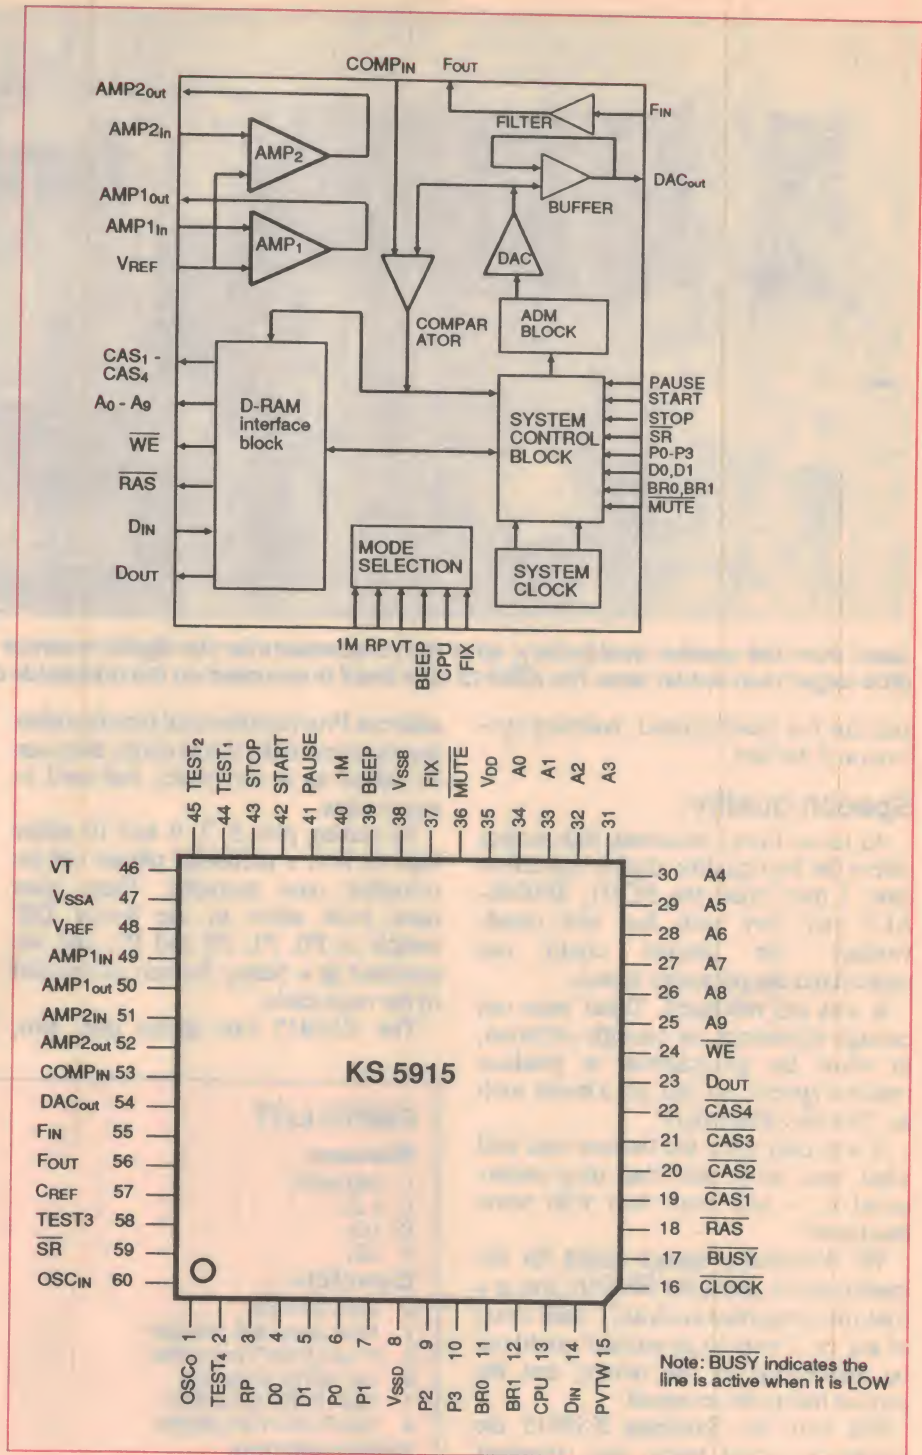 COMPIN FOUT
AMP2out
AMP2In
AMP2
AMP1out
AMP1In
AMP1
VREF
FILTER
FIN
DACout
BUFFER
DAC
COMPAR
ATOR
ADM
BLOCK
CAS1 -
CAS4
A0 - A9
WE
RAS
DIN
DOUT
D-RAM
interface
block
SYSTEM
CONTROL
BLOCK
PAUSE
START
STOP
SR
P0-P3
D0,D1
BR0,BR1
MUTE
MODE
SELECTION
SYSTEM
CLOCK
1M RP VT BEEP CPU FIX
45 TEST2
44 TEST1
43 STOP
42 START
41 PAUSE
40 1M
39 BEEP
38 VSSB
37 FIX
36 MUTE
35 VDD
34 A0
33 A1
32 A2
31 A3
VT 46
VSSA 47
VREF 48
AMP1IN 49
AMP1out 50
AMP2IN 51
AMP2out 52
COMPIN 53
DACout 54
FIN 55
FOUT 56
CREF 57
TEST3 58
SR 59
OSCIN 60
KS 5915
30 A4
29 A5
28 A6
27 A7
26 A8
25 A9
24 WE
23 DOUT
22 CAS4
21 CAS3
20 CAS2
19 CAS1
18 RAS
17 BUSY
16 CLOCK
OSCO 1
TEST4 2
RP 3
D0 4
D1 5
P0 6
P1 7
VSSD 8
P2 9
P3 10
BR0 11
BR1 12
CPU 13
DIN 14
PVTW 15
Note: BUSY indicates the
line is active when it is LOW